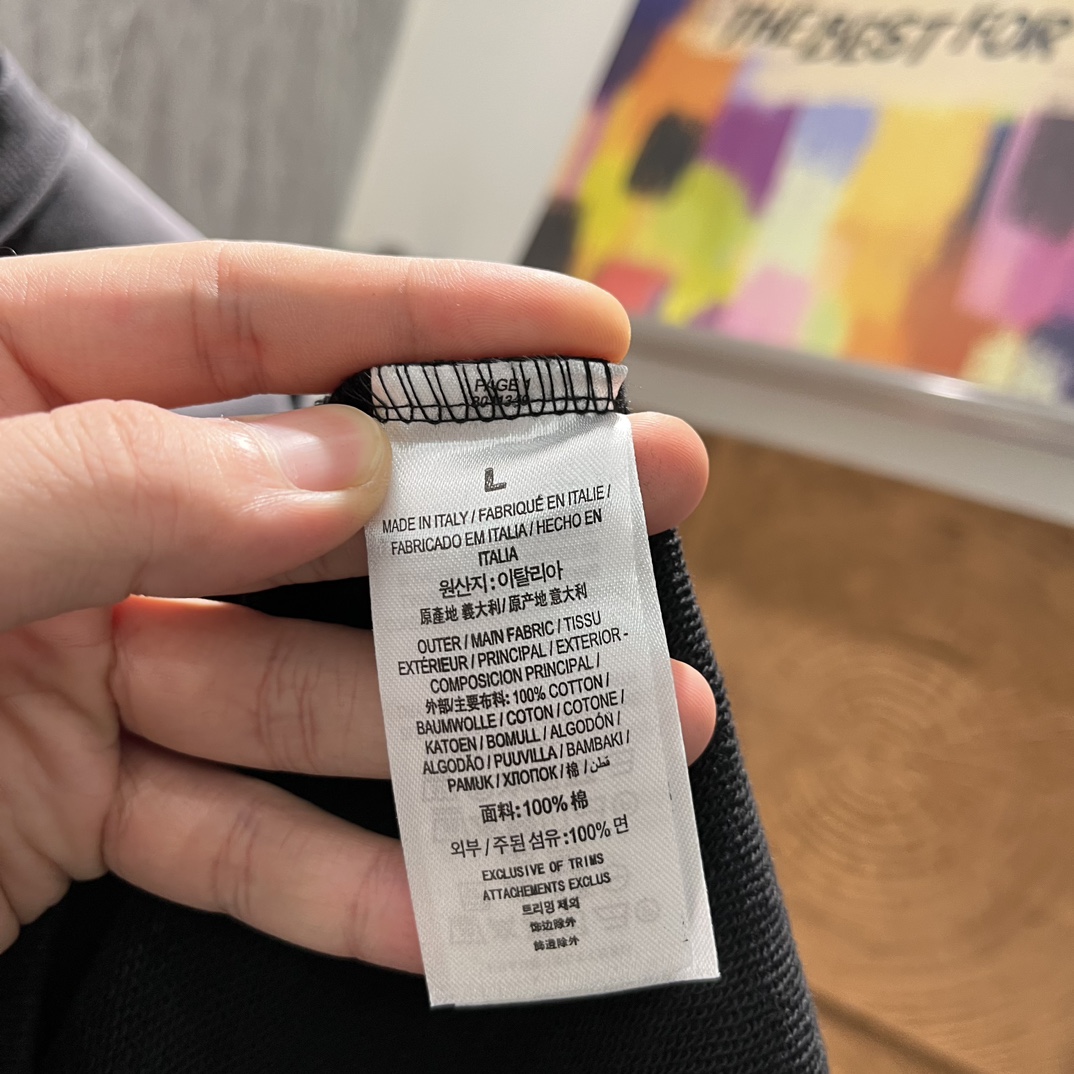 THE BEST FOR
PAGE 1
L
MADE IN ITALY / FABRIQUÉ EN ITALIE /
FABRICADO EM ITALIA / HECHO EN
ITALIA
원산지 : 이탈리아
原產地 義大利/ 原产地 意大利
OUTER / MAIN FABRIC / TISSU
EXTÉRIEUR / PRINCIPAL / EXTERIOR -
COMPOSICION PRINCIPAL /
外部/主要布料: 100% COTTON /
BAUMWOLLE / COTON / COTONE /
KATOEN / BOMULL / ALGODÓN /
ALGODÃO / PUUVILLA / BAMBAKI /
PAMUK / ХЛОПОК / 棉 / قطن
面料: 100% 棉
외부 / 주된 섬유 :100% 면
EXCLUSIVE OF TRIMS
ATTACHEMENTS EXCLUS
트리밍 제외
饰边除外
飾邊除外